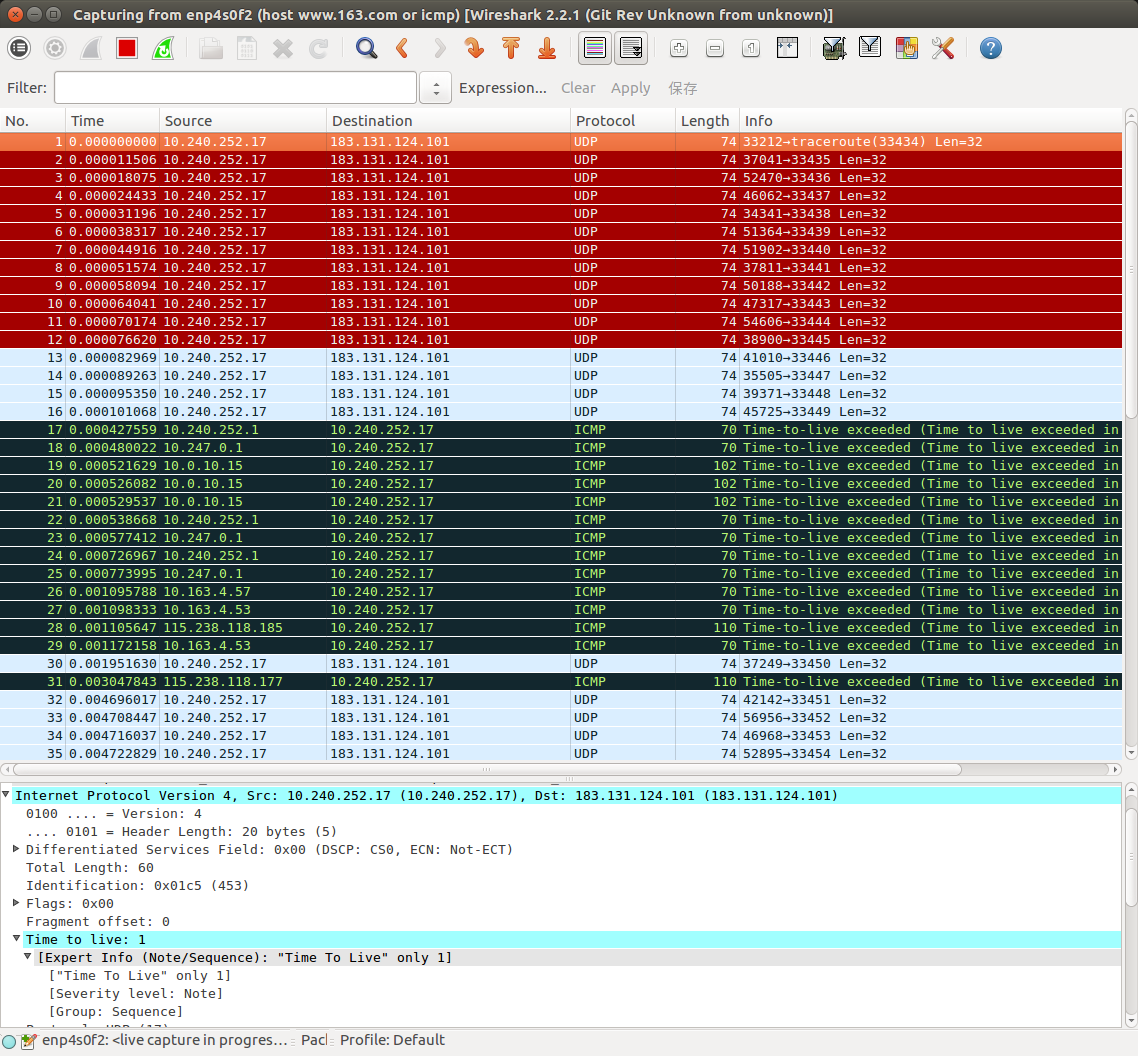 Capturing from enp4s0f2 (host www.163.com or icmp) [Wireshark 2.2.1 (Git Rev Unknown from unknown)]
Filter: Expression... Clear Apply 保存
No. Time Source Destination Protocol Length Info
1 0.000000000 10.240.252.17 183.131.124.101 UDP 74 33212→traceroute(33434) Len=32
2 0.000011506 10.240.252.17 183.131.124.101 UDP 74 37041→33435 Len=32
3 0.000018075 10.240.252.17 183.131.124.101 UDP 74 52470→33436 Len=32
4 0.000024433 10.240.252.17 183.131.124.101 UDP 74 46062→33437 Len=32
5 0.000031196 10.240.252.17 183.131.124.101 UDP 74 34341→33438 Len=32
6 0.000038317 10.240.252.17 183.131.124.101 UDP 74 51364→33439 Len=32
7 0.000044916 10.240.252.17 183.131.124.101 UDP 74 51902→33440 Len=32
8 0.000051574 10.240.252.17 183.131.124.101 UDP 74 37811→33441 Len=32
9 0.000058094 10.240.252.17 183.131.124.101 UDP 74 50188→33442 Len=32
10 0.000064041 10.240.252.17 183.131.124.101 UDP 74 47317→33443 Len=32
11 0.000070174 10.240.252.17 183.131.124.101 UDP 74 54606→33444 Len=32
12 0.000076620 10.240.252.17 183.131.124.101 UDP 74 38900→33445 Len=32
13 0.000082969 10.240.252.17 183.131.124.101 UDP 74 41010→33446 Len=32
14 0.000089263 10.240.252.17 183.131.124.101 UDP 74 35505→33447 Len=32
15 0.000095350 10.240.252.17 183.131.124.101 UDP 74 39371→33448 Len=32
16 0.000101068 10.240.252.17 183.131.124.101 UDP 74 45725→33449 Len=32
17 0.000427559 10.240.252.1 10.240.252.17 ICMP 70 Time-to-live exceeded (Time to live exceeded in
18 0.000480022 10.247.0.1 10.240.252.17 ICMP 70 Time-to-live exceeded (Time to live exceeded in
19 0.000521629 10.0.10.15 10.240.252.17 ICMP 102 Time-to-live exceeded (Time to live exceeded in
20 0.000526082 10.0.10.15 10.240.252.17 ICMP 102 Time-to-live exceeded (Time to live exceeded in
21 0.000529537 10.0.10.15 10.240.252.17 ICMP 102 Time-to-live exceeded (Time to live exceeded in
22 0.000538668 10.240.252.1 10.240.252.17 ICMP 70 Time-to-live exceeded (Time to live exceeded in
23 0.000577412 10.247.0.1 10.240.252.17 ICMP 70 Time-to-live exceeded (Time to live exceeded in
24 0.000726967 10.240.252.1 10.240.252.17 ICMP 70 Time-to-live exceeded (Time to live exceeded in
25 0.000773995 10.247.0.1 10.240.252.17 ICMP 70 Time-to-live exceeded (Time to live exceeded in
26 0.001095788 10.163.4.57 10.240.252.17 ICMP 70 Time-to-live exceeded (Time to live exceeded in
27 0.001098333 10.163.4.53 10.240.252.17 ICMP 70 Time-to-live exceeded (Time to live exceeded in
28 0.001105647 115.238.118.185 10.240.252.17 ICMP 110 Time-to-live exceeded (Time to live exceeded in
29 0.001172158 10.163.4.53 10.240.252.17 ICMP 70 Time-to-live exceeded (Time to live exceeded in
30 0.001951630 10.240.252.17 183.131.124.101 UDP 74 37249→33450 Len=32
31 0.003047843 115.238.118.177 10.240.252.17 ICMP 110 Time-to-live exceeded (Time to live exceeded in
32 0.004696017 10.240.252.17 183.131.124.101 UDP 74 42142→33451 Len=32
33 0.004708447 10.240.252.17 183.131.124.101 UDP 74 56956→33452 Len=32
34 0.004716037 10.240.252.17 183.131.124.101 UDP 74 46968→33453 Len=32
35 0.004722829 10.240.252.17 183.131.124.101 UDP 74 52895→33454 Len=32
Internet Protocol Version 4, Src: 10.240.252.17 (10.240.252.17), Dst: 183.131.124.101 (183.131.124.101)
0100 .... = Version: 4
.... 0101 = Header Length: 20 bytes (5)
Differentiated Services Field: 0x00 (DSCP: CS0, ECN: Not-ECT)
Total Length: 60
Identification: 0x01c5 (453)
Flags: 0x00
Fragment offset: 0
Time to live: 1
[Expert Info (Note/Sequence): "Time To Live" only 1]
["Time To Live" only 1]
[Severity level: Note]
[Group: Sequence]
enp4s0f2: <live capture in progres... Pacl Profile: Default